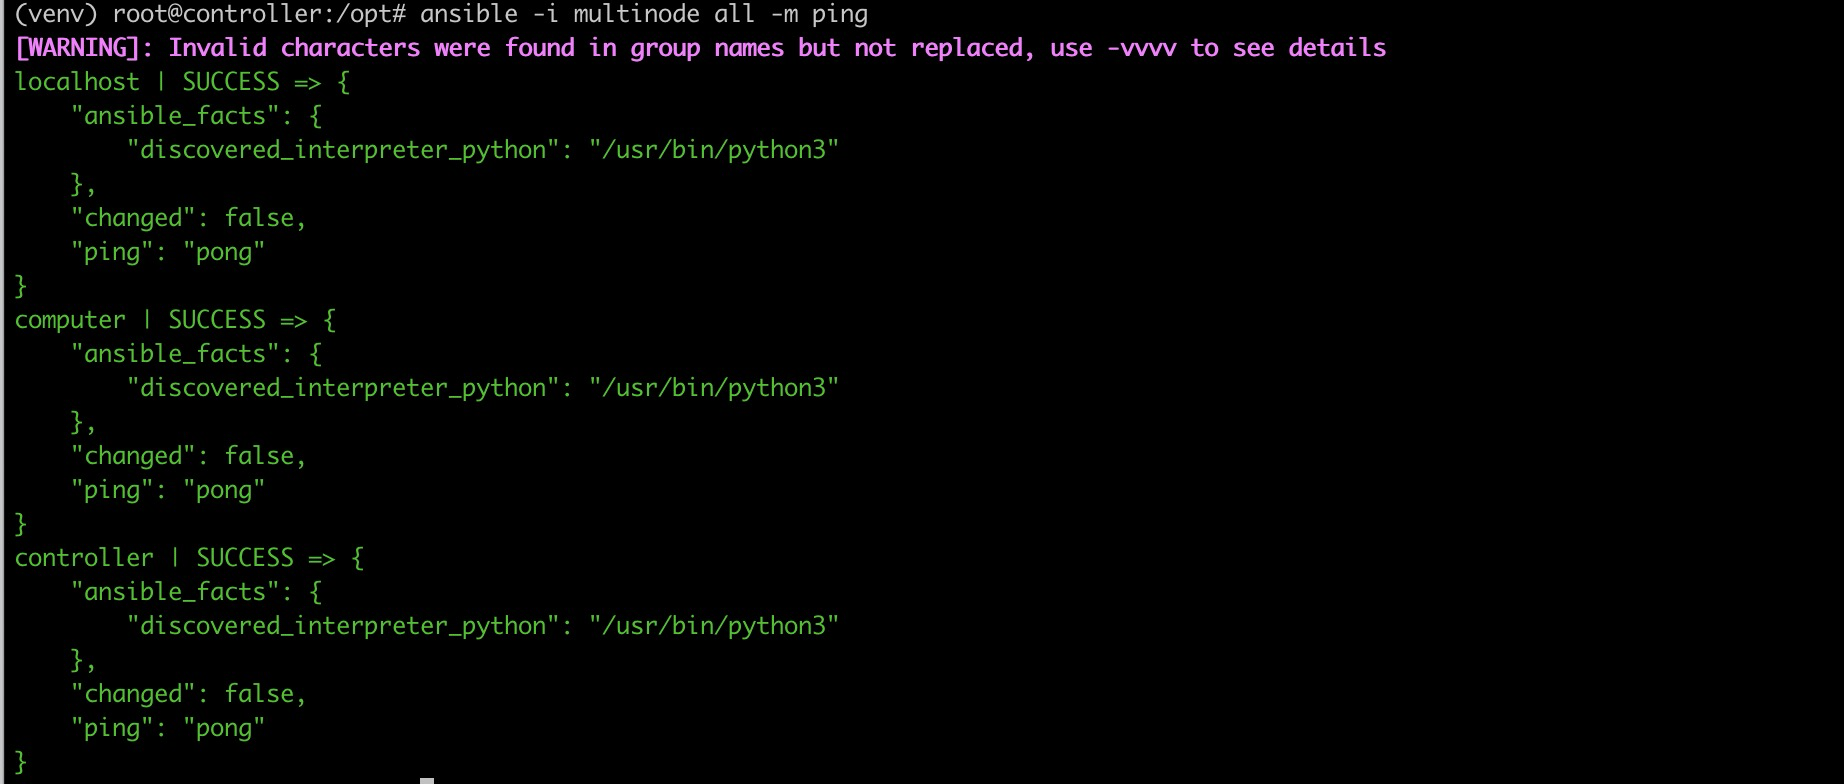 (venv) root@controller:/opt# ansible -i multinode all -m ping
[WARNING]: Invalid characters were found in group names but not replaced, use -vvvv to see details
localhost | SUCCESS => {
    "ansible_facts": {
        "discovered_interpreter_python": "/usr/bin/python3"
    },
    "changed": false,
    "ping": "pong"
}
computer | SUCCESS => {
    "ansible_facts": {
        "discovered_interpreter_python": "/usr/bin/python3"
    },
    "changed": false,
    "ping": "pong"
}
controller | SUCCESS => {
    "ansible_facts": {
        "discovered_interpreter_python": "/usr/bin/python3"
    },
    "changed": false,
    "ping": "pong"
}